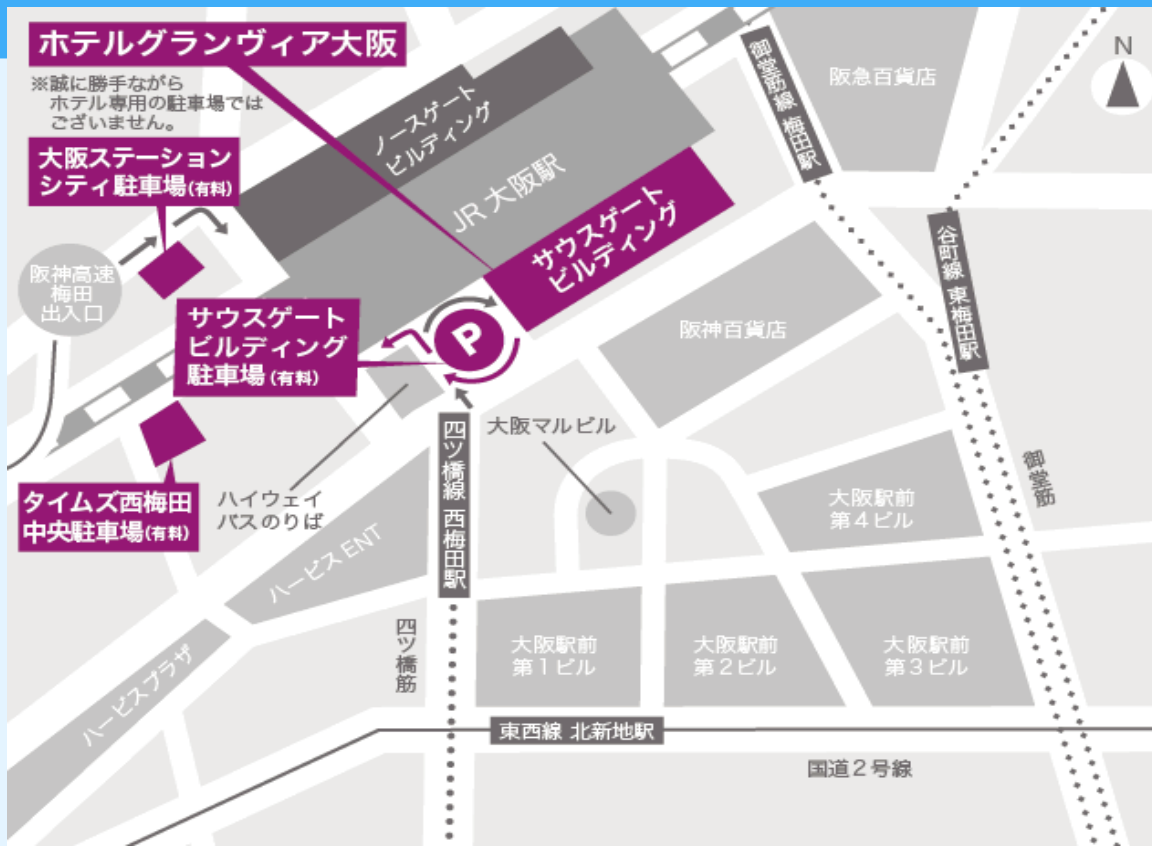 ホテルグランヴィア大阪
※誠に勝手ながら
ホテル専用の駐車場では
ございません。
大阪ステーション
シティ駐車場(有料)
阪神高速
梅田
出入口
ノースゲート
ビルディング
JR 大阪駅
サウスゲート
ビルディング
御堂筋線 梅田駅
阪急百貨店
N
谷町線 東梅田駅
サウスゲート
ビルディング
駐車場(有料)
P
阪神百貨店
大阪マルビル
四ツ橋線 西梅田駅
ハイウェイ
バスのりば
タイムズ西梅田
中央駐車場(有料)
ハービス ENT
ハービスプラザ
四ツ橋筋
大阪駅前
第4ビル
御堂筋
大阪駅前
第1ビル
大阪駅前
第2ビル
大阪駅前
第3ビル
東西線 北新地駅
国道2号線